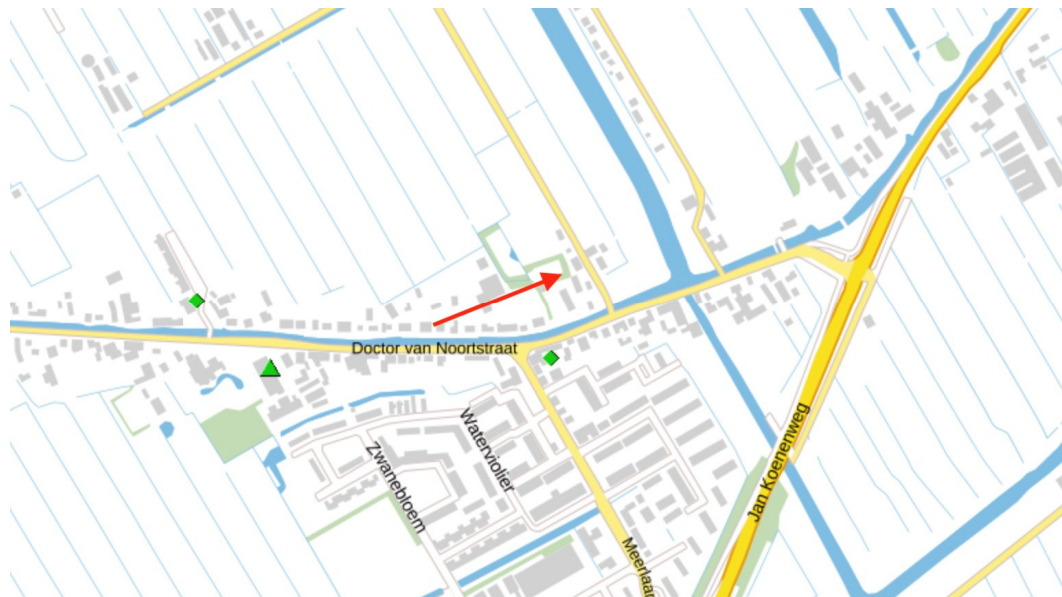 Doctor van Noortstraat
Waterviolier
Zwanebloem
Jan Koenenweg
Meerlaan